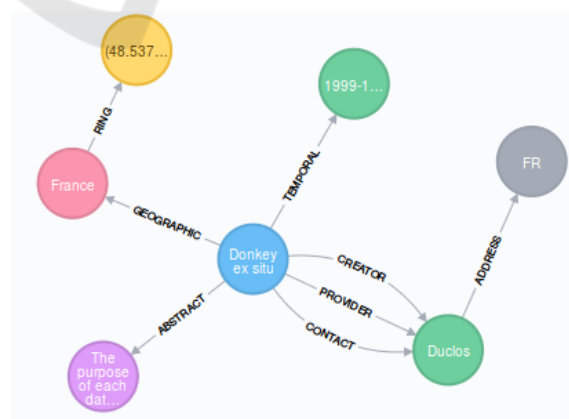 (48.537...
1999-1...
RING
FR
TEMPORAL
France
GEOGRAPHIC
ADDRESS
Donkey
ex situ
CREATOR
PROVIDER
ABSTRACT
CONTACT
Duclos
The
purpose
of each
dat...